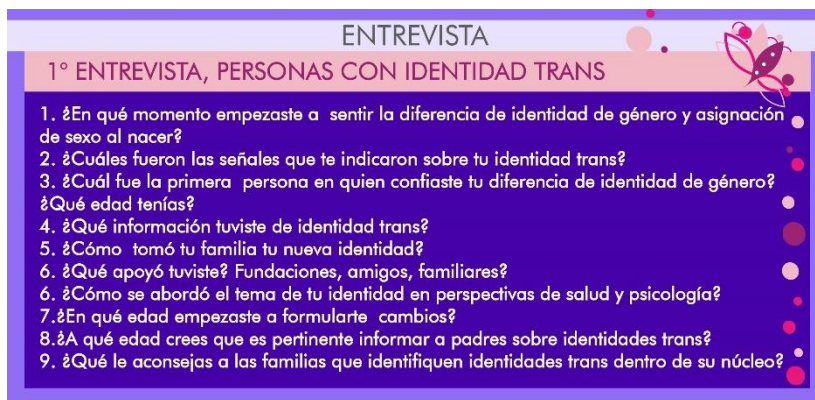 ENTREVISTA
1° ENTREVISTA, PERSONAS CON IDENTIDAD TRANS
1. ¿En qué momento empezaste a sentir la diferencia de identidad de género y asignación
de sexo al nacer?
2. ¿Cuáles fueron las señales que te indicaron sobre tu identidad trans?
3. ¿Cuál fue la primera persona en quien confiaste tu diferencia de identidad de género?
¿Qué edad tenías?
4. ¿Qué información tuviste de identidad trans?
5. ¿Cómo tomó tu familia tu nueva identidad?
6. ¿Qué apoyó tuviste? Fundaciones, amigos, familiares?
6. ¿Cómo se abordó el tema de tu identidad en perspectivas de salud y psicología?
7.¿En qué edad empezaste a formularte cambios?
8.¿A qué edad crees que es pertinente informar a padres sobre identidades trans?
9. ¿Qué le aconsejas a las familias que identifiquen identidades trans dentro de su núcleo?